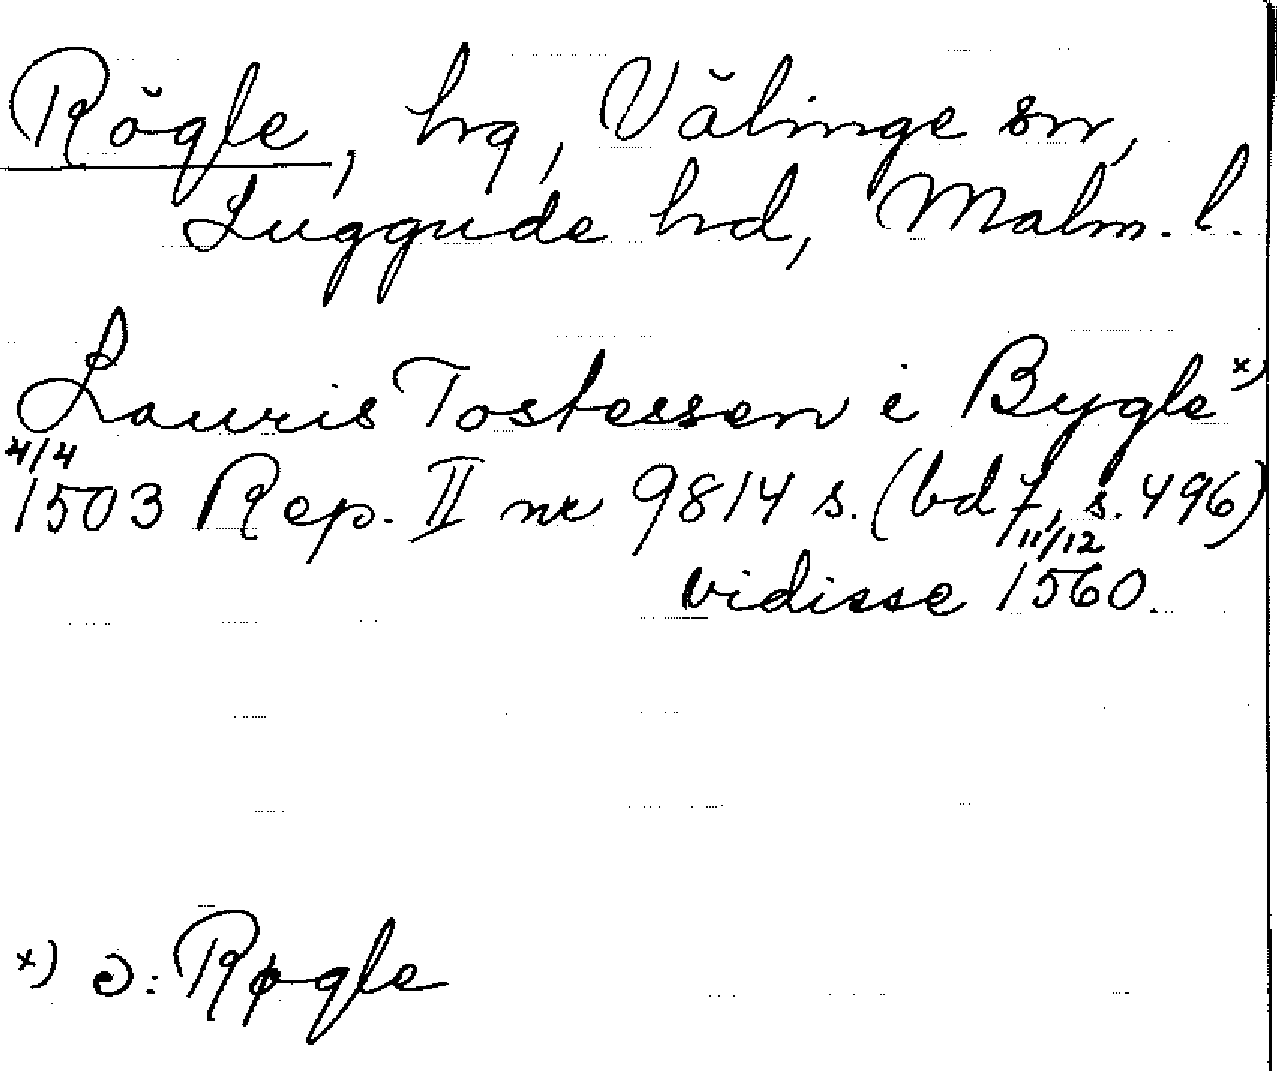 Rögle, hg, Välinge sn,
Luggude hd, Malm. l.
Lauris Tostessen i Bygle x)
4/4
1503 Rep. II nr 9814 s. (bd 7, s. 496)
11/12
vidisse 1560.
x) ɔ: Røgle